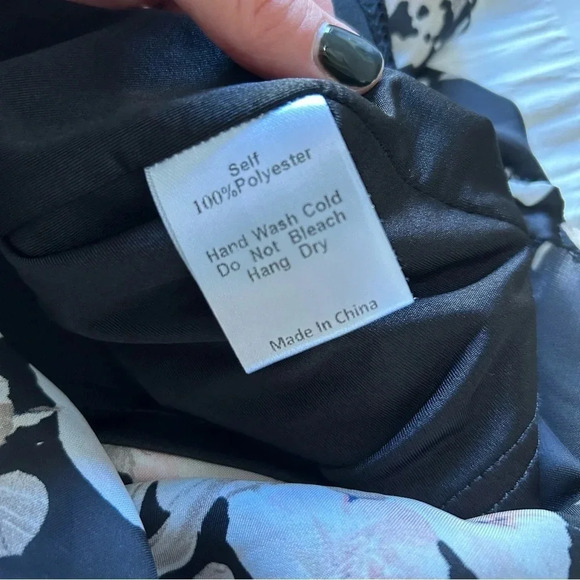 Self
100%Polyester
Hand Wash Cold
Do Not Bleach
Hang Dry
Made In China